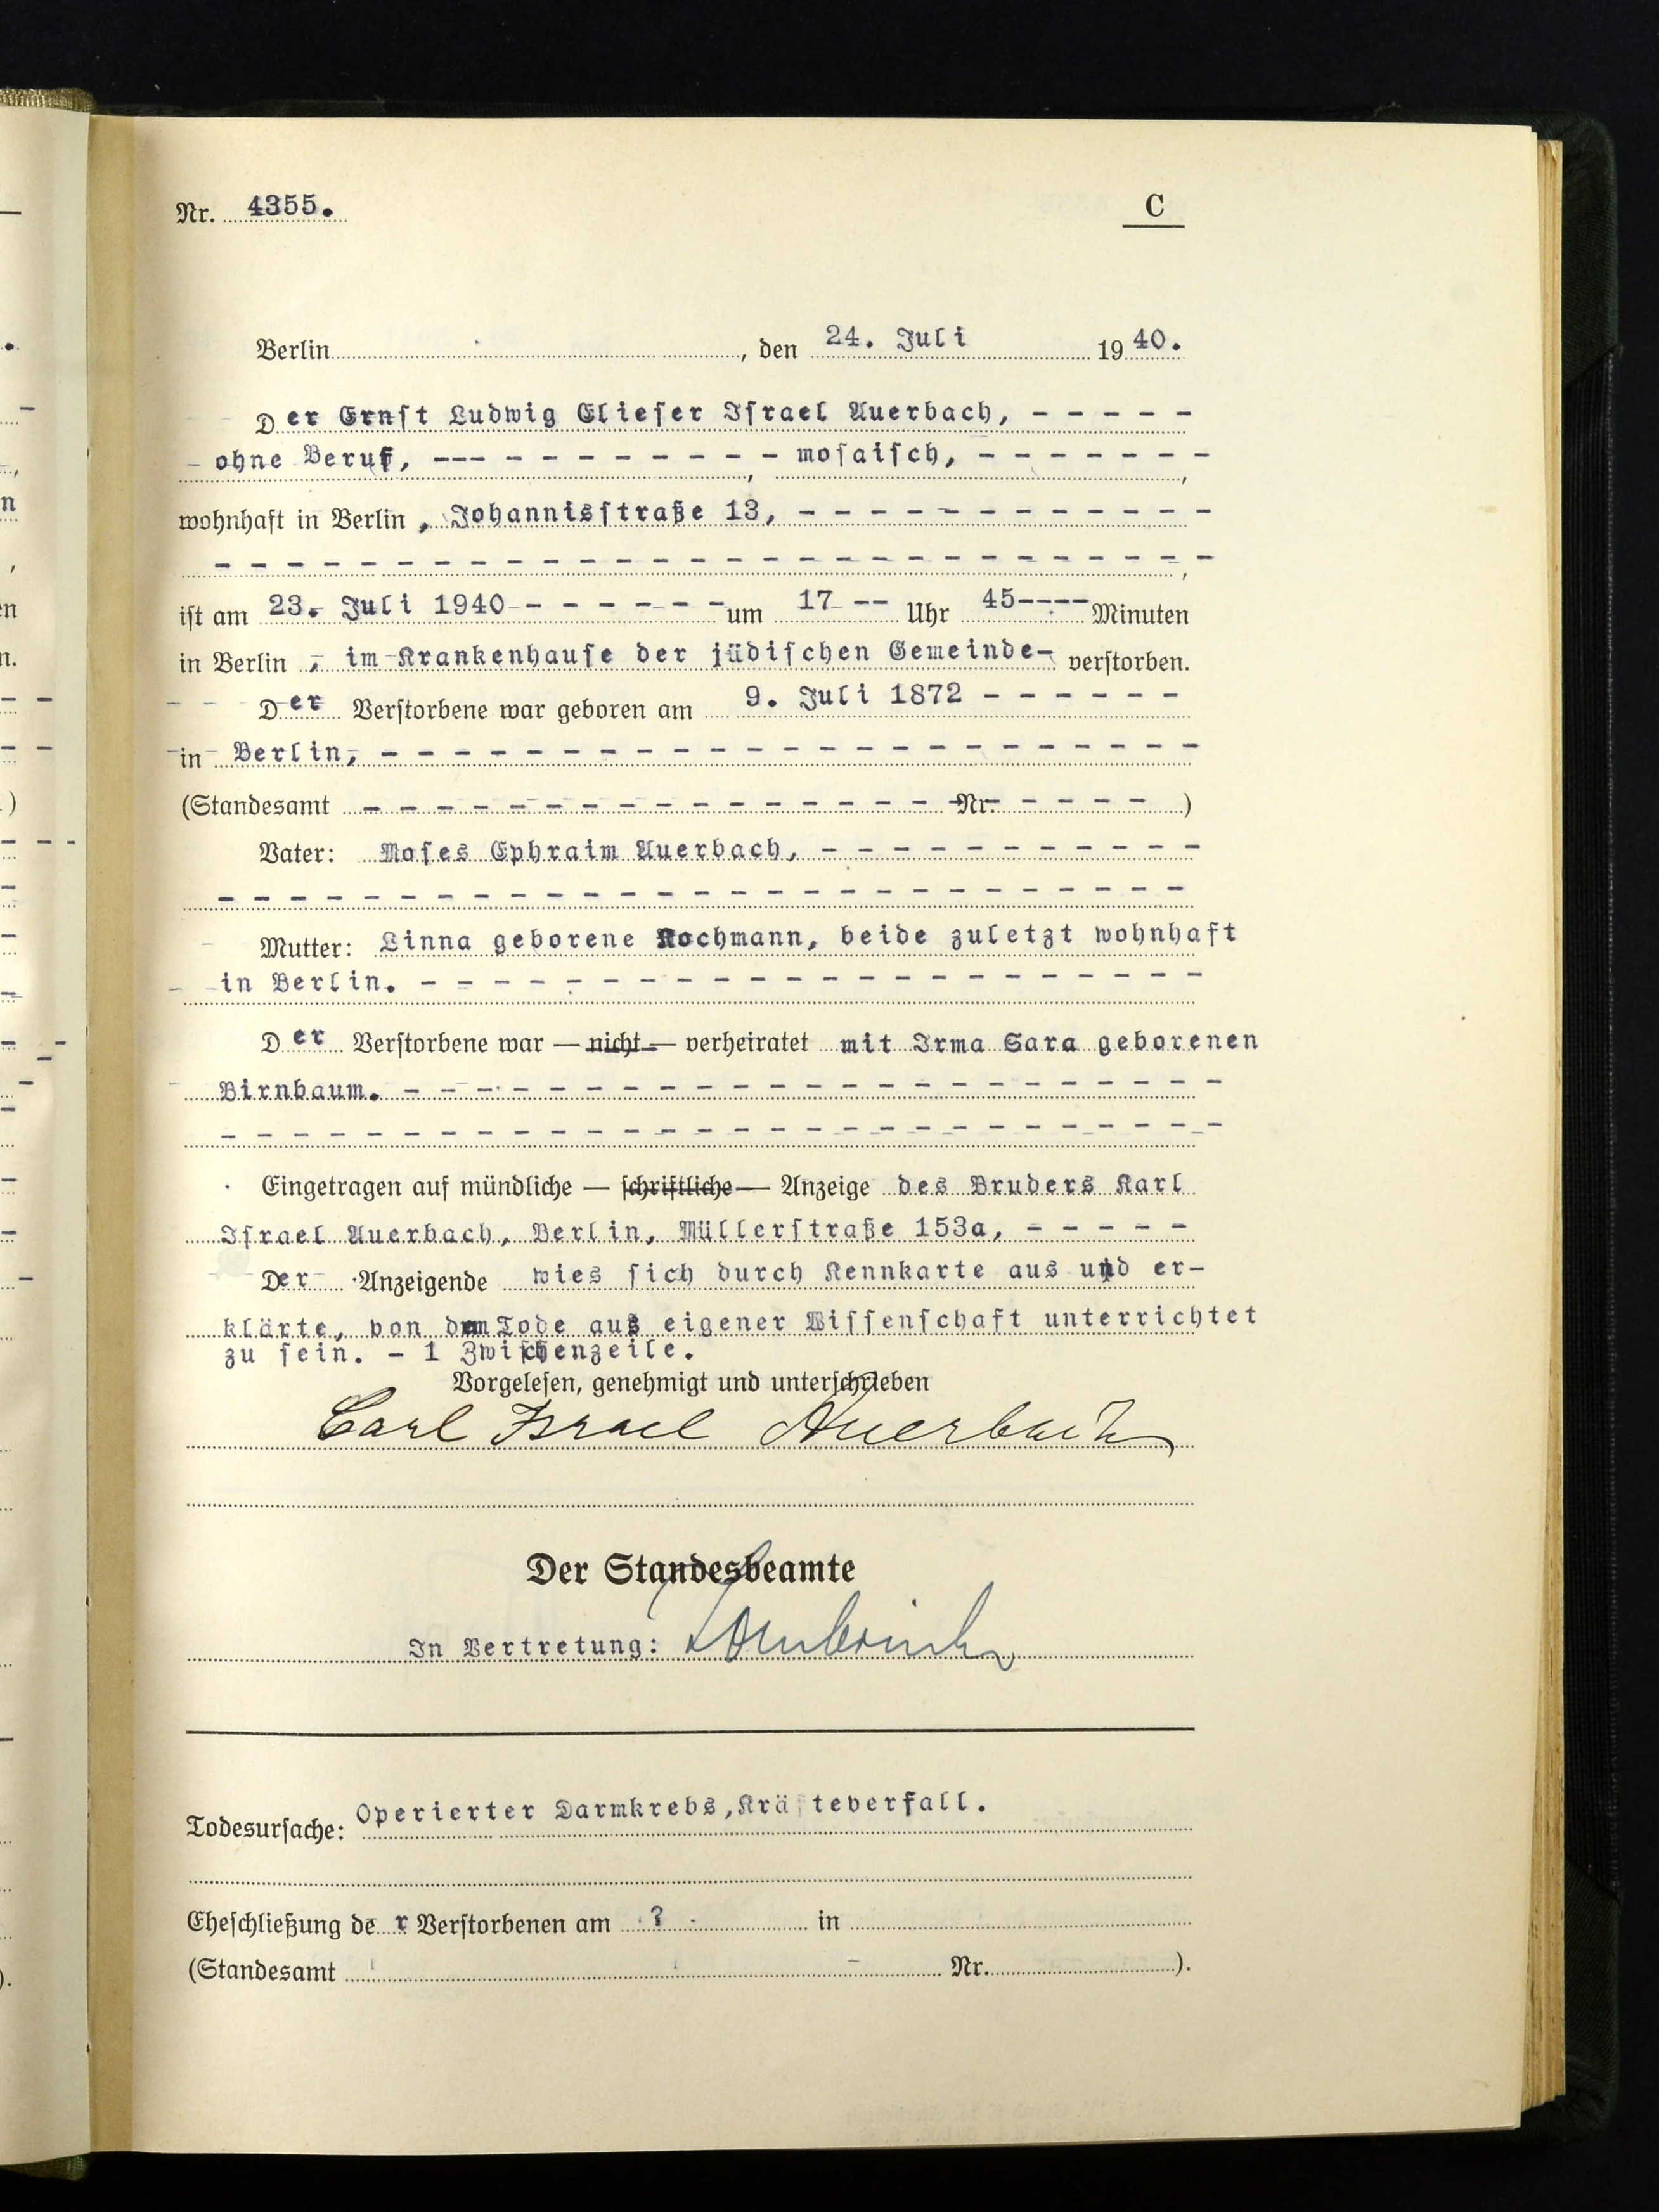 Nr. 4355.
C
Berlin, den 24. Juli 1940.
Der Ernst Ludwig Elieser Israel Auerbach, - - - - -
- ohne Beruf, --- - - - - - - - - - mosaisch, - - - - - - -
wohnhaft in Berlin, Johannisstraße 13, - - - - - - - - - - - -
- - - - - - - - - - - - - - - - - - - - - - - - - - - -,
ist am 23. Juli 1940 - - - - - - - um 17 -- Uhr 45---- Minuten
in Berlin, im Krankenhause der jüdischen Gemeinde- verstorben.
Der Verstorbene war geboren am 9. Juli 1872 - - - - - -
in Berlin, - - - - - - - - - - - - - - - - - - - - - - -
(Standesamt - - - - - - - - - - - - - - - - Nr. - - - - )
Vater: Moses Ephraim Auerbach, - - - - - - - - - - -
- - - - - - - - - - - - - - - - - - - - - - - - - - -
Mutter: Linna geborene Kochmann, beide zuletzt wohnhaft
in Berlin. - - - - - - - - - - - - - - - - - - - - - -
Der Verstorbene war — nicht — verheiratet mit Irma Sara geborenen
Birnbaum. - - - - - - - - - - - - - - - - - - - - - - -
- - - - - - - - - - - - - - - - - - - - - - - - - - - -
Eingetragen auf mündliche — schriftliche — Anzeige des Bruders Karl
Israel Auerbach, Berlin, Müllerstraße 153a, - - - - -
Der Anzeigende wies sich durch Kennkarte aus und er-
klärte, von dem Tode aus eigener Wissenschaft unterrichtet
zu sein. - 1 Zwischenzeile.
Vorgelesen, genehmigt und unterschrieben
Carl Israel Auerbach
Der Standesbeamte
In Vertretung:
Todesursache: Operierter Darmkrebs, Kräfteverfall.
Eheschließung der Verstorbenen am ? in
(Standesamt Nr. ).